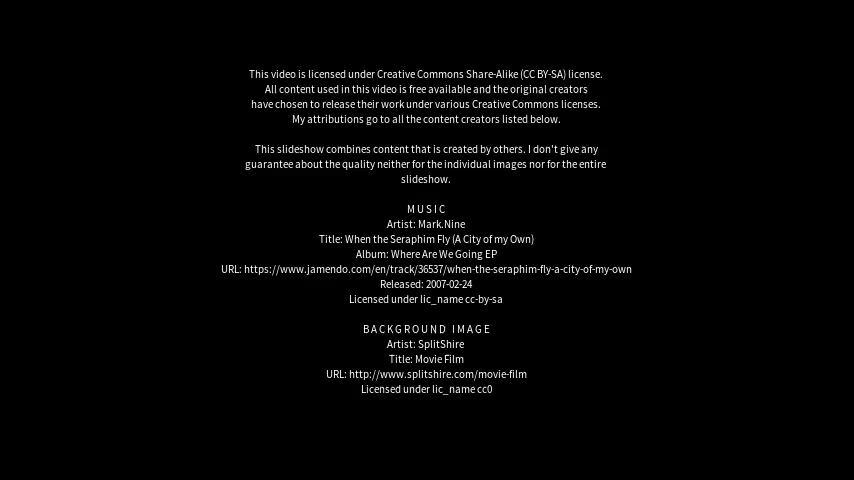 This video is licensed under Creative Commons Share-Alike (CC BY-SA) license.
All content used in this video is free available and the original creators
have chosen to release their work under various Creative Commons licenses.
My attributions go to all the content creators listed below.
This slideshow combines content that is created by others. I don't give any
guarantee about the quality neither for the individual images nor for the entire
slideshow.
M U S I C
Artist: Mark.Nine
Title: When the Seraphim Fly (A City of my Own)
Album: Where Are We Going EP
URL: https://www.jamendo.com/en/track/36537/when-the-seraphim-fly-a-city-of-my-own
Released: 2007-02-24
Licensed under lic_name cc-by-sa
B A C K G R O U N D   I M A G E
Artist: SplitShire
Title: Movie Film
URL: http://www.splitshire.com/movie-film
Licensed under lic_name cc0